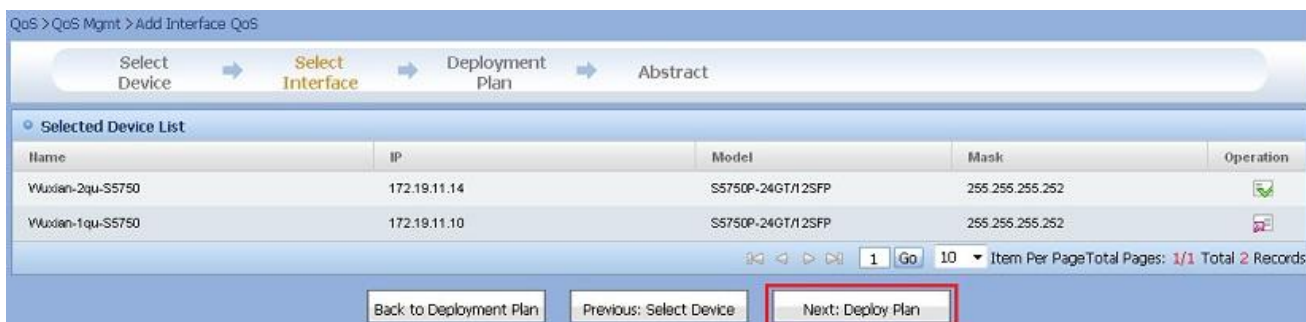 QoS > QoS Mgmt > Add Interface QoS
Select Device
Select Interface
Deployment Plan
Abstract
Selected Device List
Name IP Model Mask Operation
Wuxian-2qu-S5750 172.19.11.14 S5750P-24GT/12SFP 255.255.255.252
Wuxian-1qu-S5750 172.19.11.10 S5750P-24GT/12SFP 255.255.255.252
1 Go 10 Item Per PageTotal Pages: 1/1 Total 2 Records
Back to Deployment Plan Previous: Select Device Next: Deploy Plan